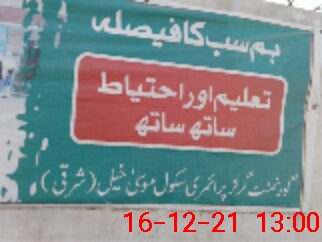 ہم سب کا فیصلہ
تعلیم اور احتیاط
ساتھ ساتھ
گورنمنٹ گرلز پرائمری سکول موسیٰ خیل (شرقی)
16-12-21 13:00